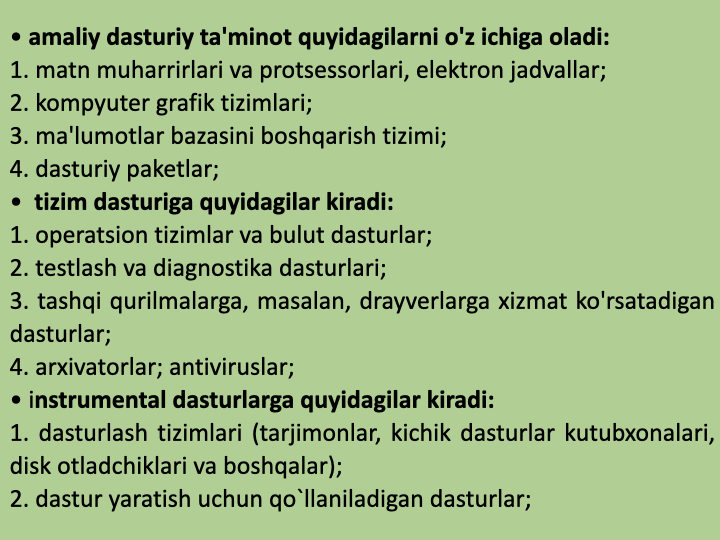 • amaliy dasturiy ta'minot quyidagilarni o'z ichiga oladi:
1. matn muharrirlari va protsessorlari, elektron jadvallar;
2. kompyuter grafik tizimlari;
3. ma'lumotlar bazasini boshqarish tizimi;
4. dasturiy paketlar;
• tizim dasturiga quyidagilar kiradi:
1. operatsion tizimlar va bulut dasturlar;
2. testlash va diagnostika dasturlari;
3. tashqi qurilmalarga, masalan, drayverlarga xizmat ko'rsatadigan
dasturlar;
4. arxivatorlar; antiviruslar;
• instrumental dasturlarga quyidagilar kiradi:
1. dasturlash tizimlari (tarjimonlar, kichik dasturlar kutubxonalari,
disk otladchiklari va boshqalar);
2. dastur yaratish uchun qo`llaniladigan dasturlar;